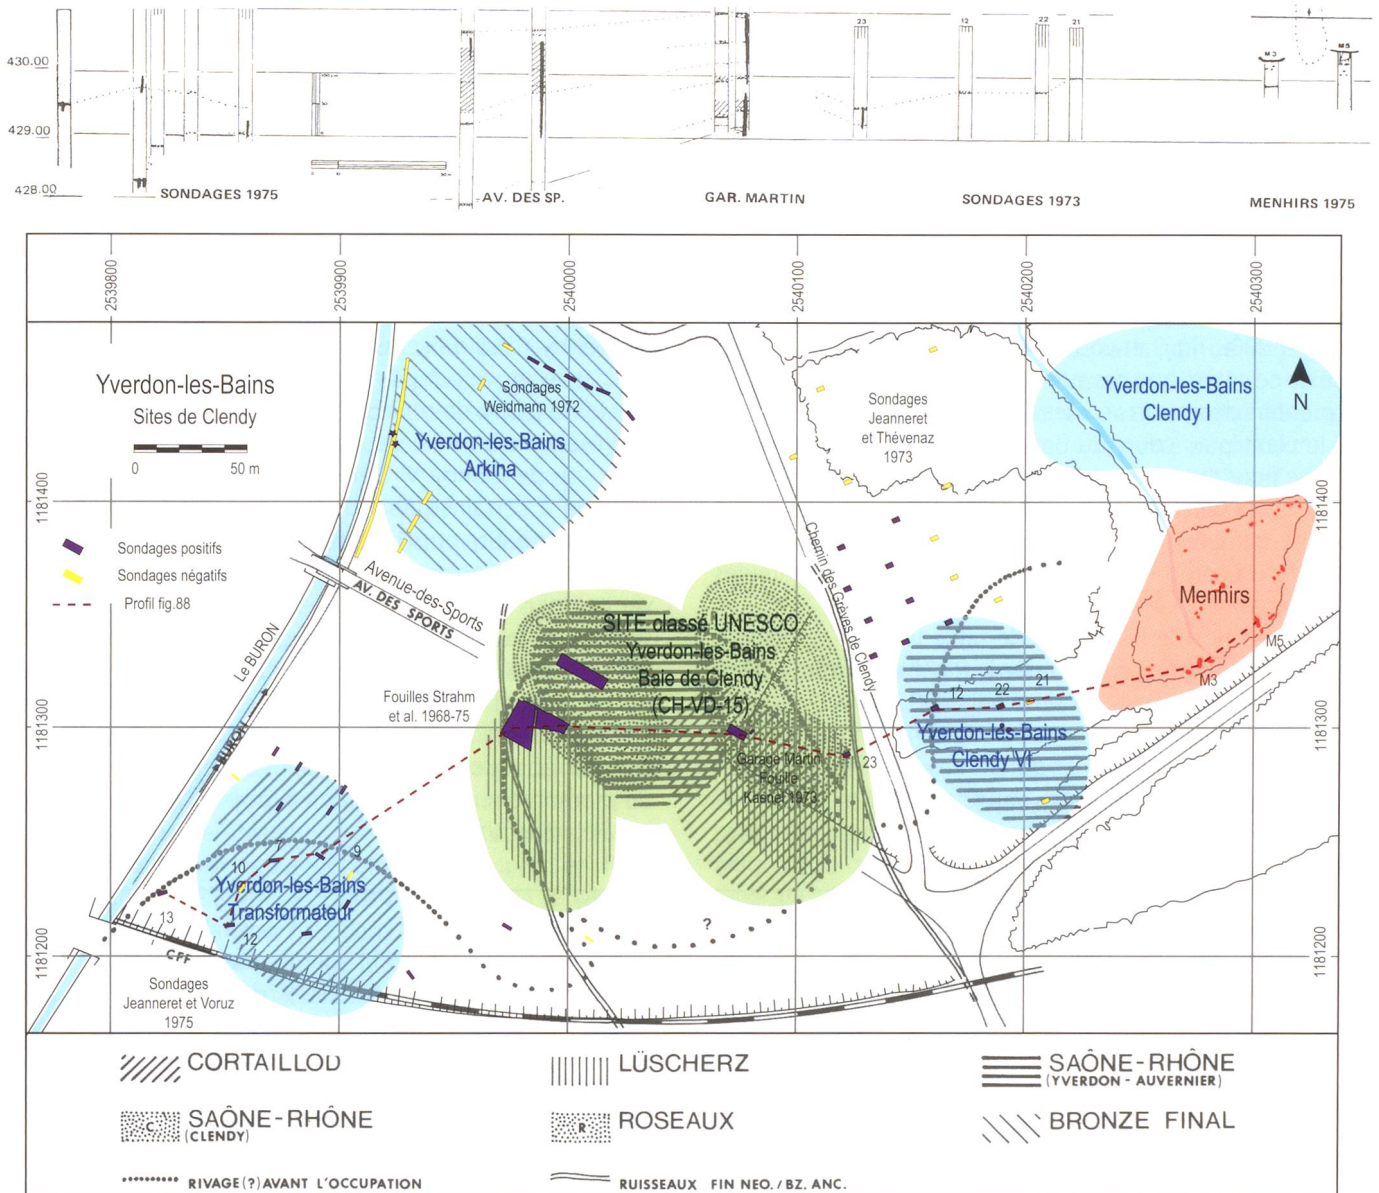 23
12
22
21
M3
M5
430.00
429.00
428.00
SONDAGES 1975
AV. DES SP.
GAR. MARTIN
SONDAGES 1973
MENHIRS 1975
2539800
2539900
2540000
2540100
2540200
2540300
Yverdon-les-Bains
Sites de Clendy
0
50 m
Sondages positifs
Sondages négatifs
Profil fig.88
1181400
1181300
1181200
Sondages
Weidmann 1972
Yverdon-les-Bains
Arkina
Sondages
Jeanneret
et Thévenaz
1973
Yverdon-les-Bains
Clendy I
N
1181400
Menhirs
M5
M3
Avenue-des-Sports
AV. DES SPORTS
Le BURON
BURON
Chemin des Grèves de Clendy
SITE classé UNESCO
Yverdon-les-Bains
Baie de Clendy
(CH-VD-15)
Fouilles Strahm
et al. 1968-75
Garage Martin
Fouille
Kasner 1973
23
12
22
21
Yverdon-les-Bains
Clendy VI
1181300
7
9
10
Yverdon-les-Bains
Transformateur
13
12
CFF
?
Sondages
Jeanneret et Voruz
1975
1181200
CORTAILLOD
LÜSCHERZ
SAÔNE-RHÔNE
(YVERDON - AUVERNIER)
C
SAÔNE-RHÔNE
(CLENDY)
R
ROSEAUX
BRONZE FINAL
RIVAGE(?) AVANT L'OCCUPATION
RUISSEAUX FIN NEO. / BZ. ANC.